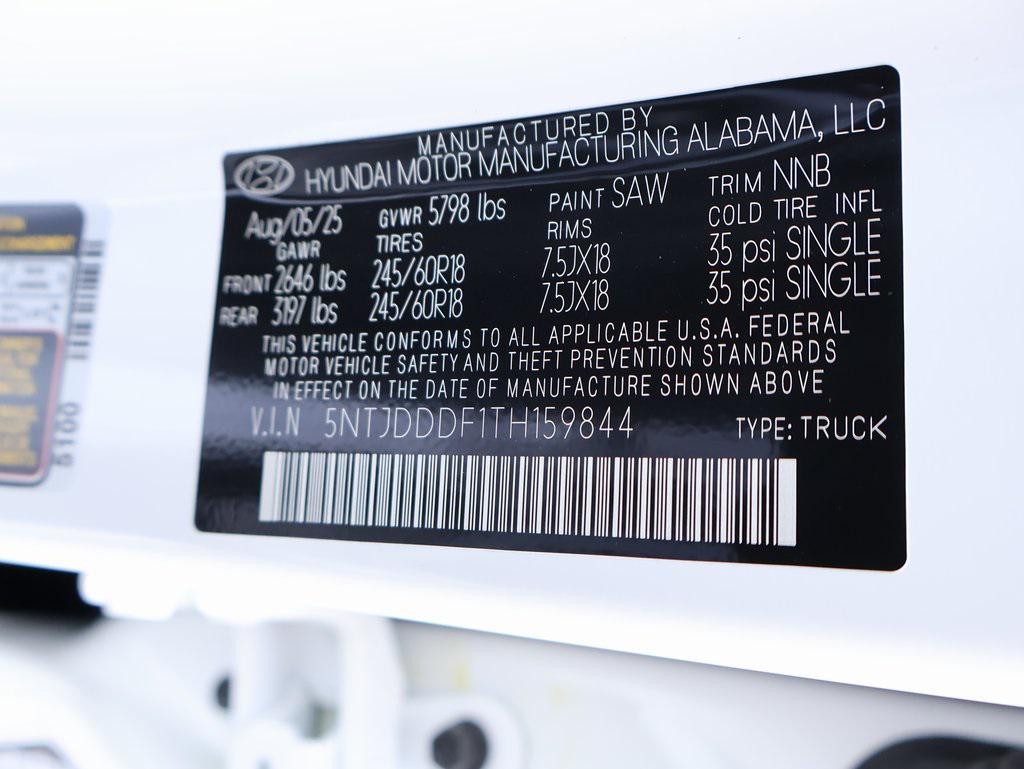 MANUFACTURED BY
HYUNDAI MOTOR MANUFACTURING ALABAMA, LLC
Aug/05/25 GVWR 5798 lbs PAINT SAW TRIM NNB
GAWR TIRES RIMS COLD TIRE INFL
FRONT 2646 lbs 245/60R18 7.5JX18 35 psi SINGLE
REAR 3197 lbs 245/60R18 7.5JX18 35 psi SINGLE
THIS VEHICLE CONFORMS TO ALL APPLICABLE U.S.A. FEDERAL
MOTOR VEHICLE SAFETY AND THEFT PREVENTION STANDARDS
IN EFFECT ON THE DATE OF MANUFACTURE SHOWN ABOVE
V.I.N 5NTJDDDF1TH159844 TYPE: TRUCK
5100